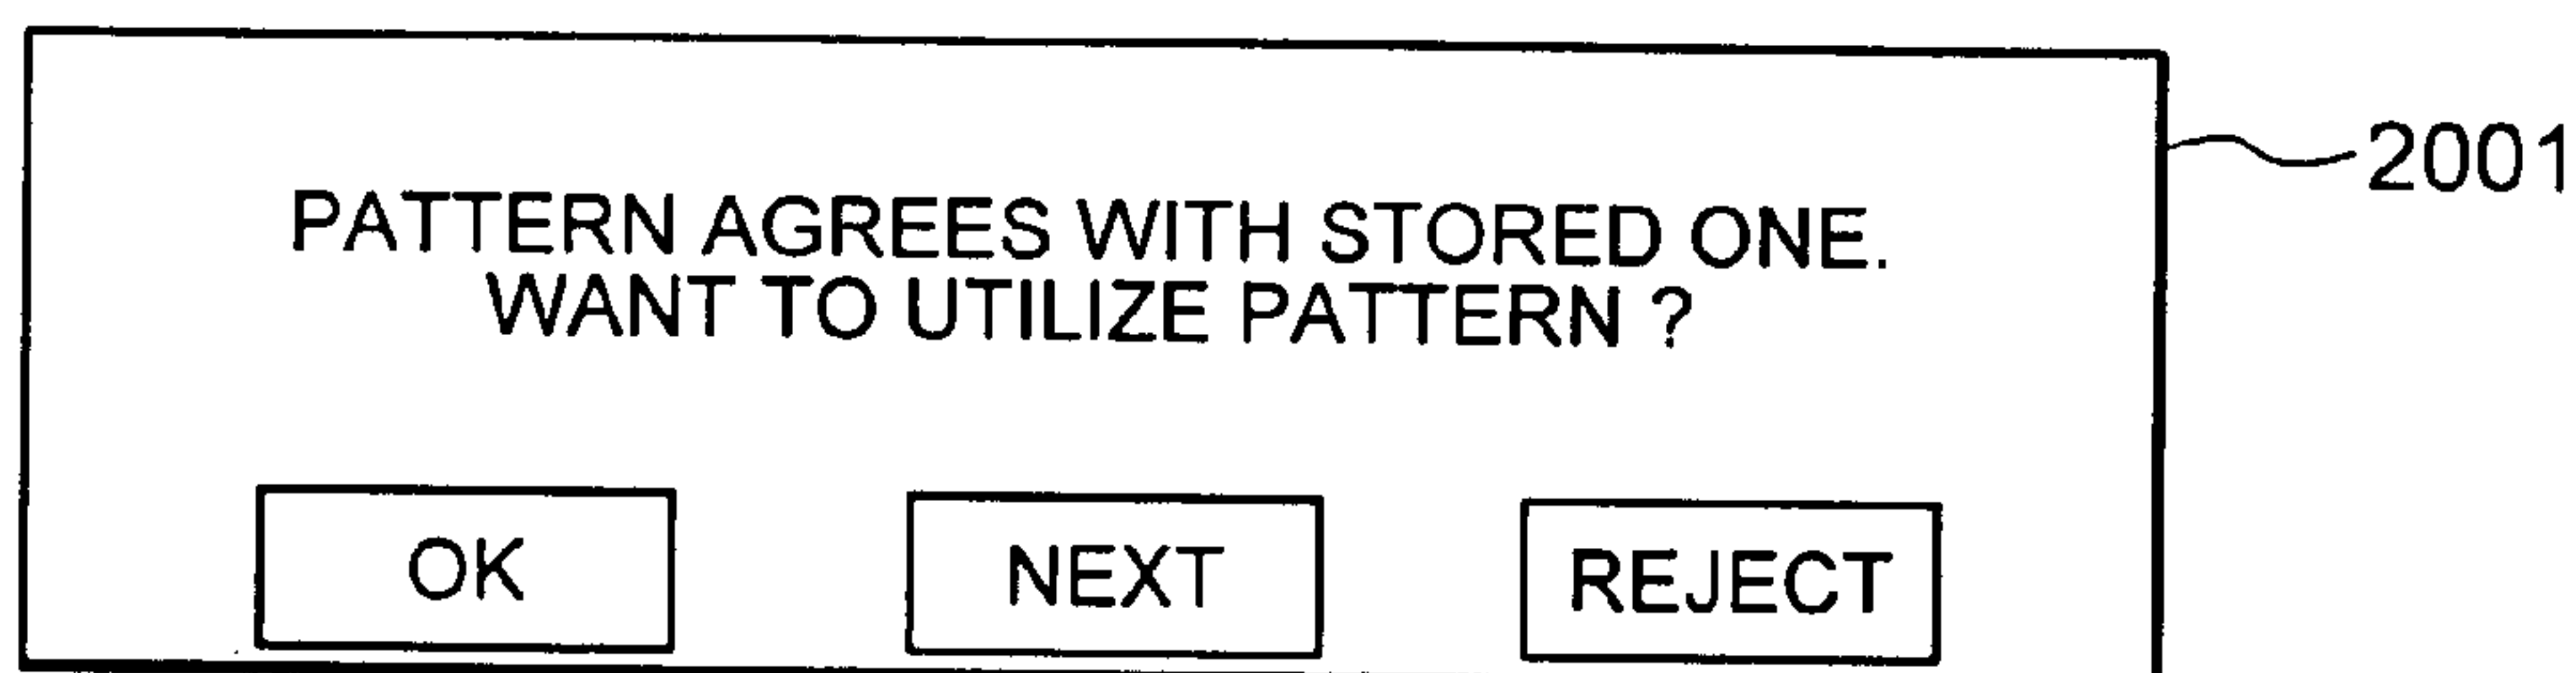 2001
PATTERN AGREES WITH STORED ONE.
WANT TO UTILIZE PATTERN ?
OK NEXT REJECT